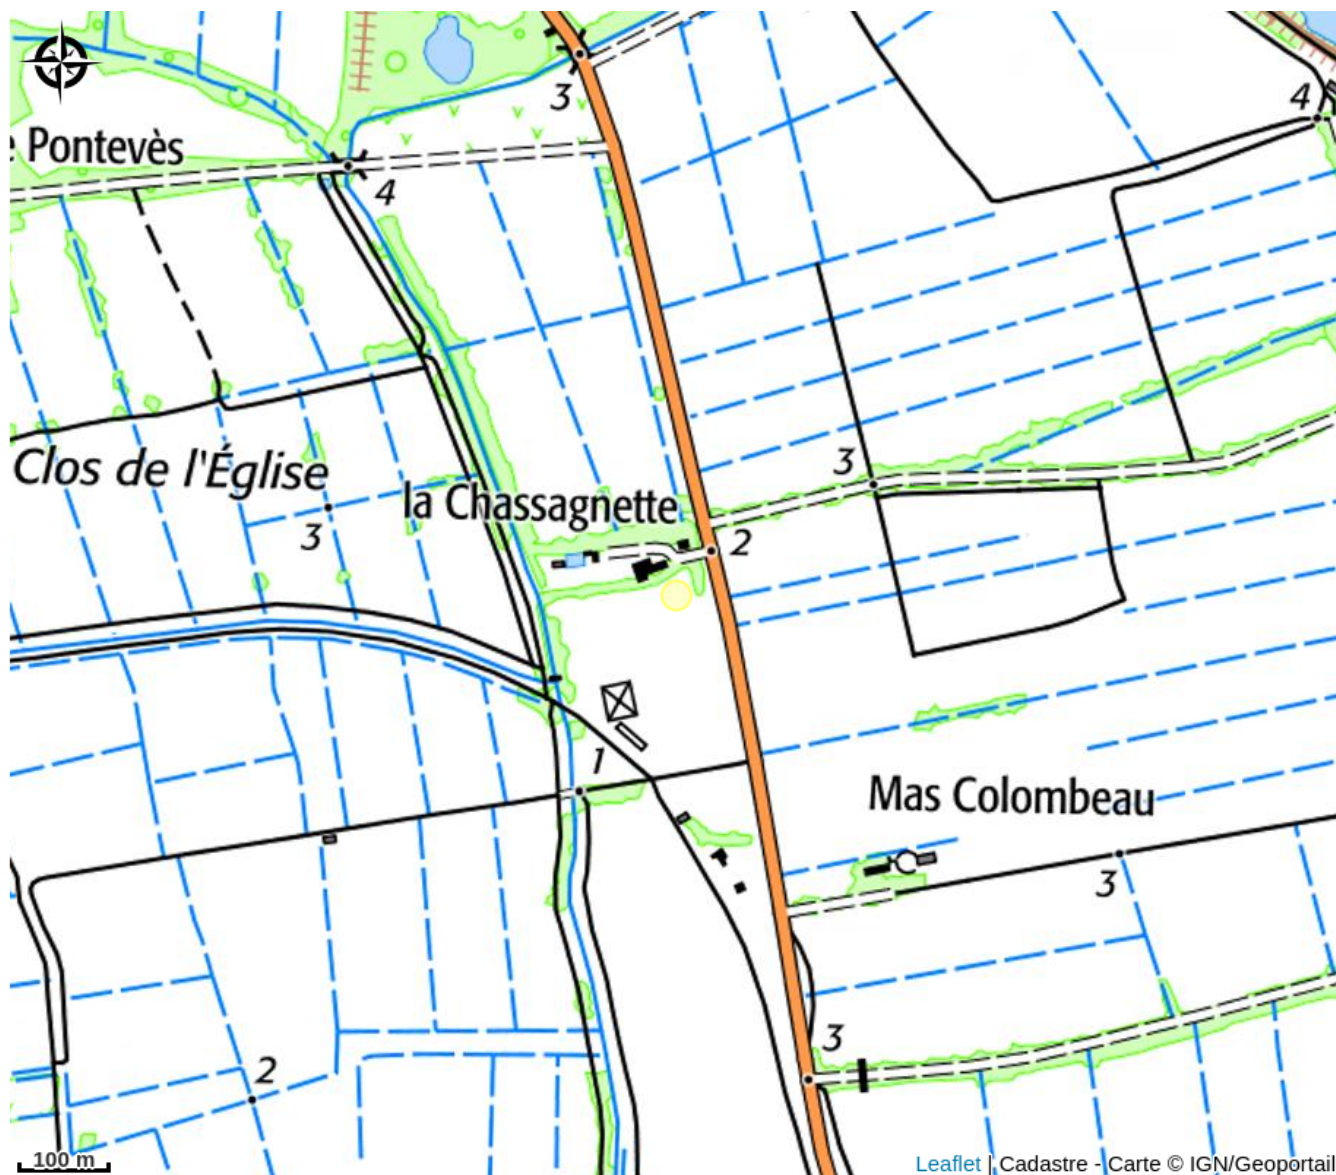 3
4
e Pontevès
4
Clos de l'Église
3
la Chassagnette
3
2
1
Mas Colombeau
3
3
2
100 m
Leaflet | Cadastre - Carte © IGN/Geoportail